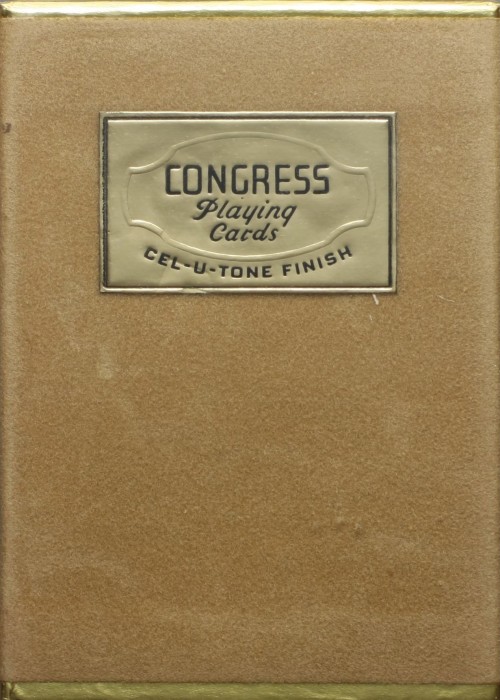 CONGRESS
Playing
Cards
CEL-U-TONE FINISH